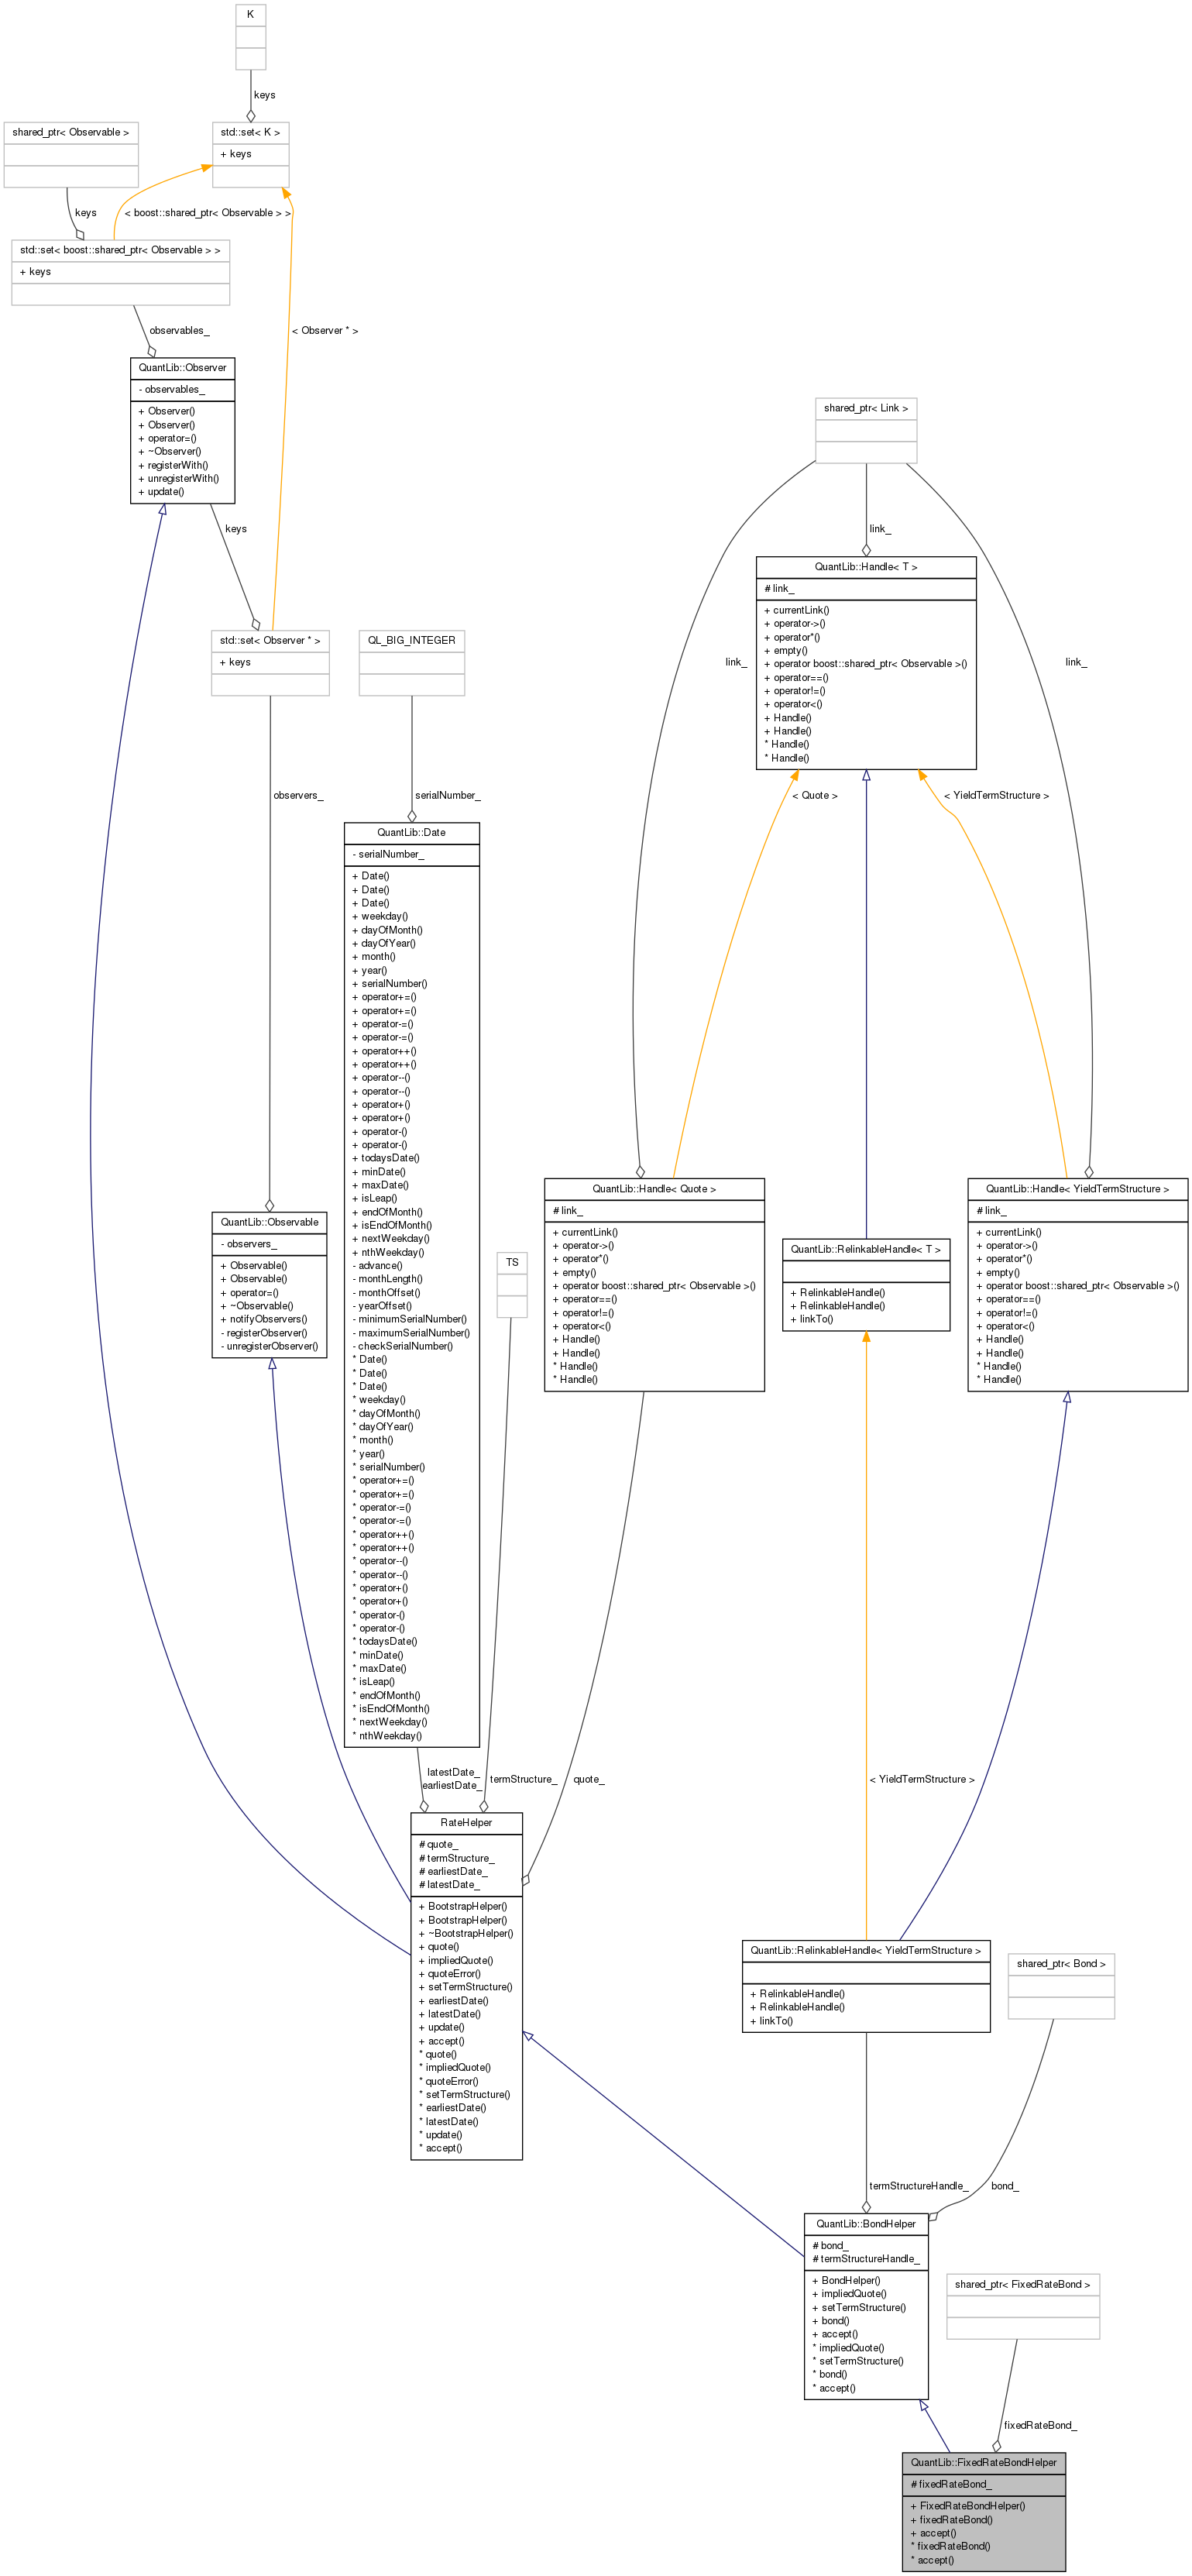 K
keys
shared_ptr< Observable >
std::set< K >
+ keys
keys
< boost::shared_ptr< Observable > >
std::set< boost::shared_ptr< Observable > >
+ keys
< Observer * >
observables_
QuantLib::Observer
- observables_
+ Observer()
+ Observer()
+ operator=()
+ ~Observer()
+ registerWith()
+ unregisterWith()
+ update()
shared_ptr< Link >
keys
link_
QuantLib::Handle< T >
# link_
+ currentLink()
+ operator->()
+ operator*()
+ empty()
+ operator boost::shared_ptr< Observable >()
+ operator==()
+ operator!=()
+ operator<()
+ Handle()
+ Handle()
* Handle()
* Handle()
std::set< Observer * >
+ keys
QL_BIG_INTEGER
link_
link_
observers_
serialNumber_
< Quote >
< YieldTermStructure >
QuantLib::Date
- serialNumber_
+ Date()
+ Date()
+ Date()
+ weekday()
+ dayOfMonth()
+ dayOfYear()
+ month()
+ year()
+ serialNumber()
+ operator+=()
+ operator+=()
+ operator-=()
+ operator-=()
+ operator++()
+ operator++()
+ operator--()
+ operator--()
+ operator+()
+ operator+()
+ operator-()
+ operator-()
+ todaysDate()
+ minDate()
+ maxDate()
+ isLeap()
+ endOfMonth()
+ isEndOfMonth()
+ nextWeekday()
+ nthWeekday()
- advance()
- monthLength()
- monthOffset()
- yearOffset()
- minimumSerialNumber()
- maximumSerialNumber()
- checkSerialNumber()
* Date()
* Date()
* Date()
* weekday()
* dayOfMonth()
* dayOfYear()
* month()
* year()
* serialNumber()
* operator+=()
* operator+=()
* operator-=()
* operator-=()
* operator++()
* operator++()
* operator--()
* operator--()
* operator+()
* operator+()
* operator-()
* operator-()
* todaysDate()
* minDate()
* maxDate()
* isLeap()
* endOfMonth()
* isEndOfMonth()
* nextWeekday()
* nthWeekday()
QuantLib::Observable
- observers_
+ Observable()
+ Observable()
+ operator=()
+ ~Observable()
+ notifyObservers()
- registerObserver()
- unregisterObserver()
TS
QuantLib::Handle< Quote >
# link_
+ currentLink()
+ operator->()
+ operator*()
+ empty()
+ operator boost::shared_ptr< Observable >()
+ operator==()
+ operator!=()
+ operator<()
+ Handle()
+ Handle()
* Handle()
* Handle()
QuantLib::RelinkableHandle< T >
+ RelinkableHandle()
+ RelinkableHandle()
+ linkTo()
QuantLib::Handle< YieldTermStructure >
# link_
+ currentLink()
+ operator->()
+ operator*()
+ empty()
+ operator boost::shared_ptr< Observable >()
+ operator==()
+ operator!=()
+ operator<()
+ Handle()
+ Handle()
* Handle()
* Handle()
latestDate_
earliestDate_
termStructure_
quote_
< YieldTermStructure >
RateHelper
# quote_
# termStructure_
# earliestDate_
# latestDate_
+ BootstrapHelper()
+ BootstrapHelper()
+ ~BootstrapHelper()
+ quote()
+ impliedQuote()
+ quoteError()
+ setTermStructure()
+ earliestDate()
+ latestDate()
+ update()
+ accept()
* quote()
* impliedQuote()
* quoteError()
* setTermStructure()
* earliestDate()
* latestDate()
* update()
* accept()
QuantLib::RelinkableHandle< YieldTermStructure >
+ RelinkableHandle()
+ RelinkableHandle()
+ linkTo()
shared_ptr< Bond >
termStructureHandle_
bond_
QuantLib::BondHelper
# bond_
# termStructureHandle_
+ BondHelper()
+ impliedQuote()
+ setTermStructure()
+ bond()
+ accept()
* impliedQuote()
* setTermStructure()
* bond()
* accept()
shared_ptr< FixedRateBond >
fixedRateBond_
QuantLib::FixedRateBondHelper
# fixedRateBond_
+ FixedRateBondHelper()
+ fixedRateBond()
+ accept()
* fixedRateBond()
* accept()